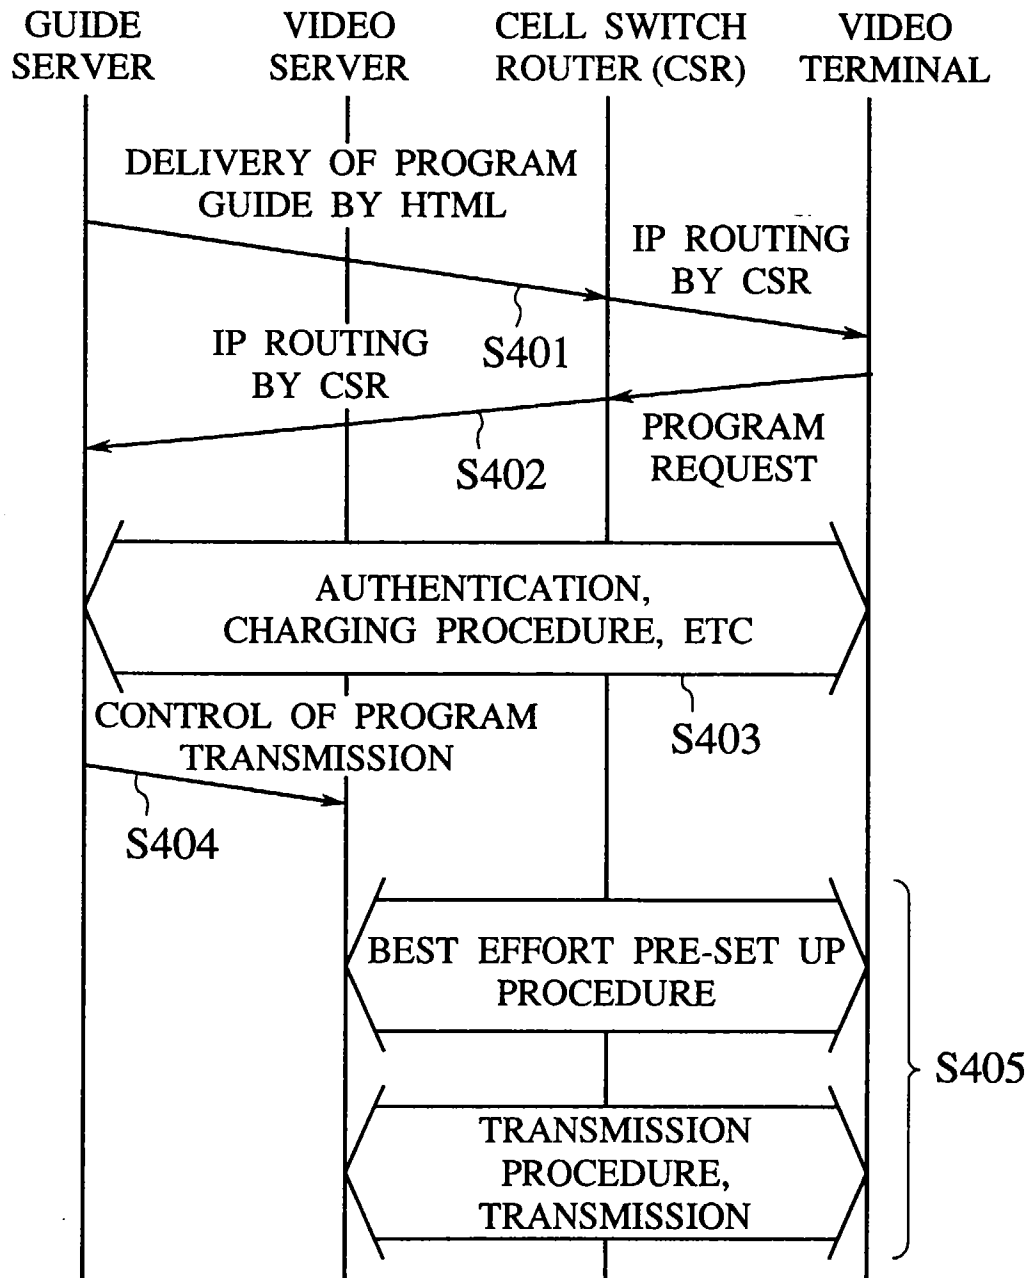 GUIDE
SERVER
VIDEO
SERVER
CELL SWITCH
ROUTER (CSR)
VIDEO
TERMINAL
DELIVERY OF PROGRAM
GUIDE BY HTML
IP ROUTING
BY CSR
S401
IP ROUTING
BY CSR
PROGRAM
REQUEST
S402
AUTHENTICATION,
CHARGING PROCEDURE, ETC
S403
CONTROL OF PROGRAM
TRANSMISSION
S404
BEST EFFORT PRE-SET UP
PROCEDURE
S405
TRANSMISSION
PROCEDURE,
TRANSMISSION